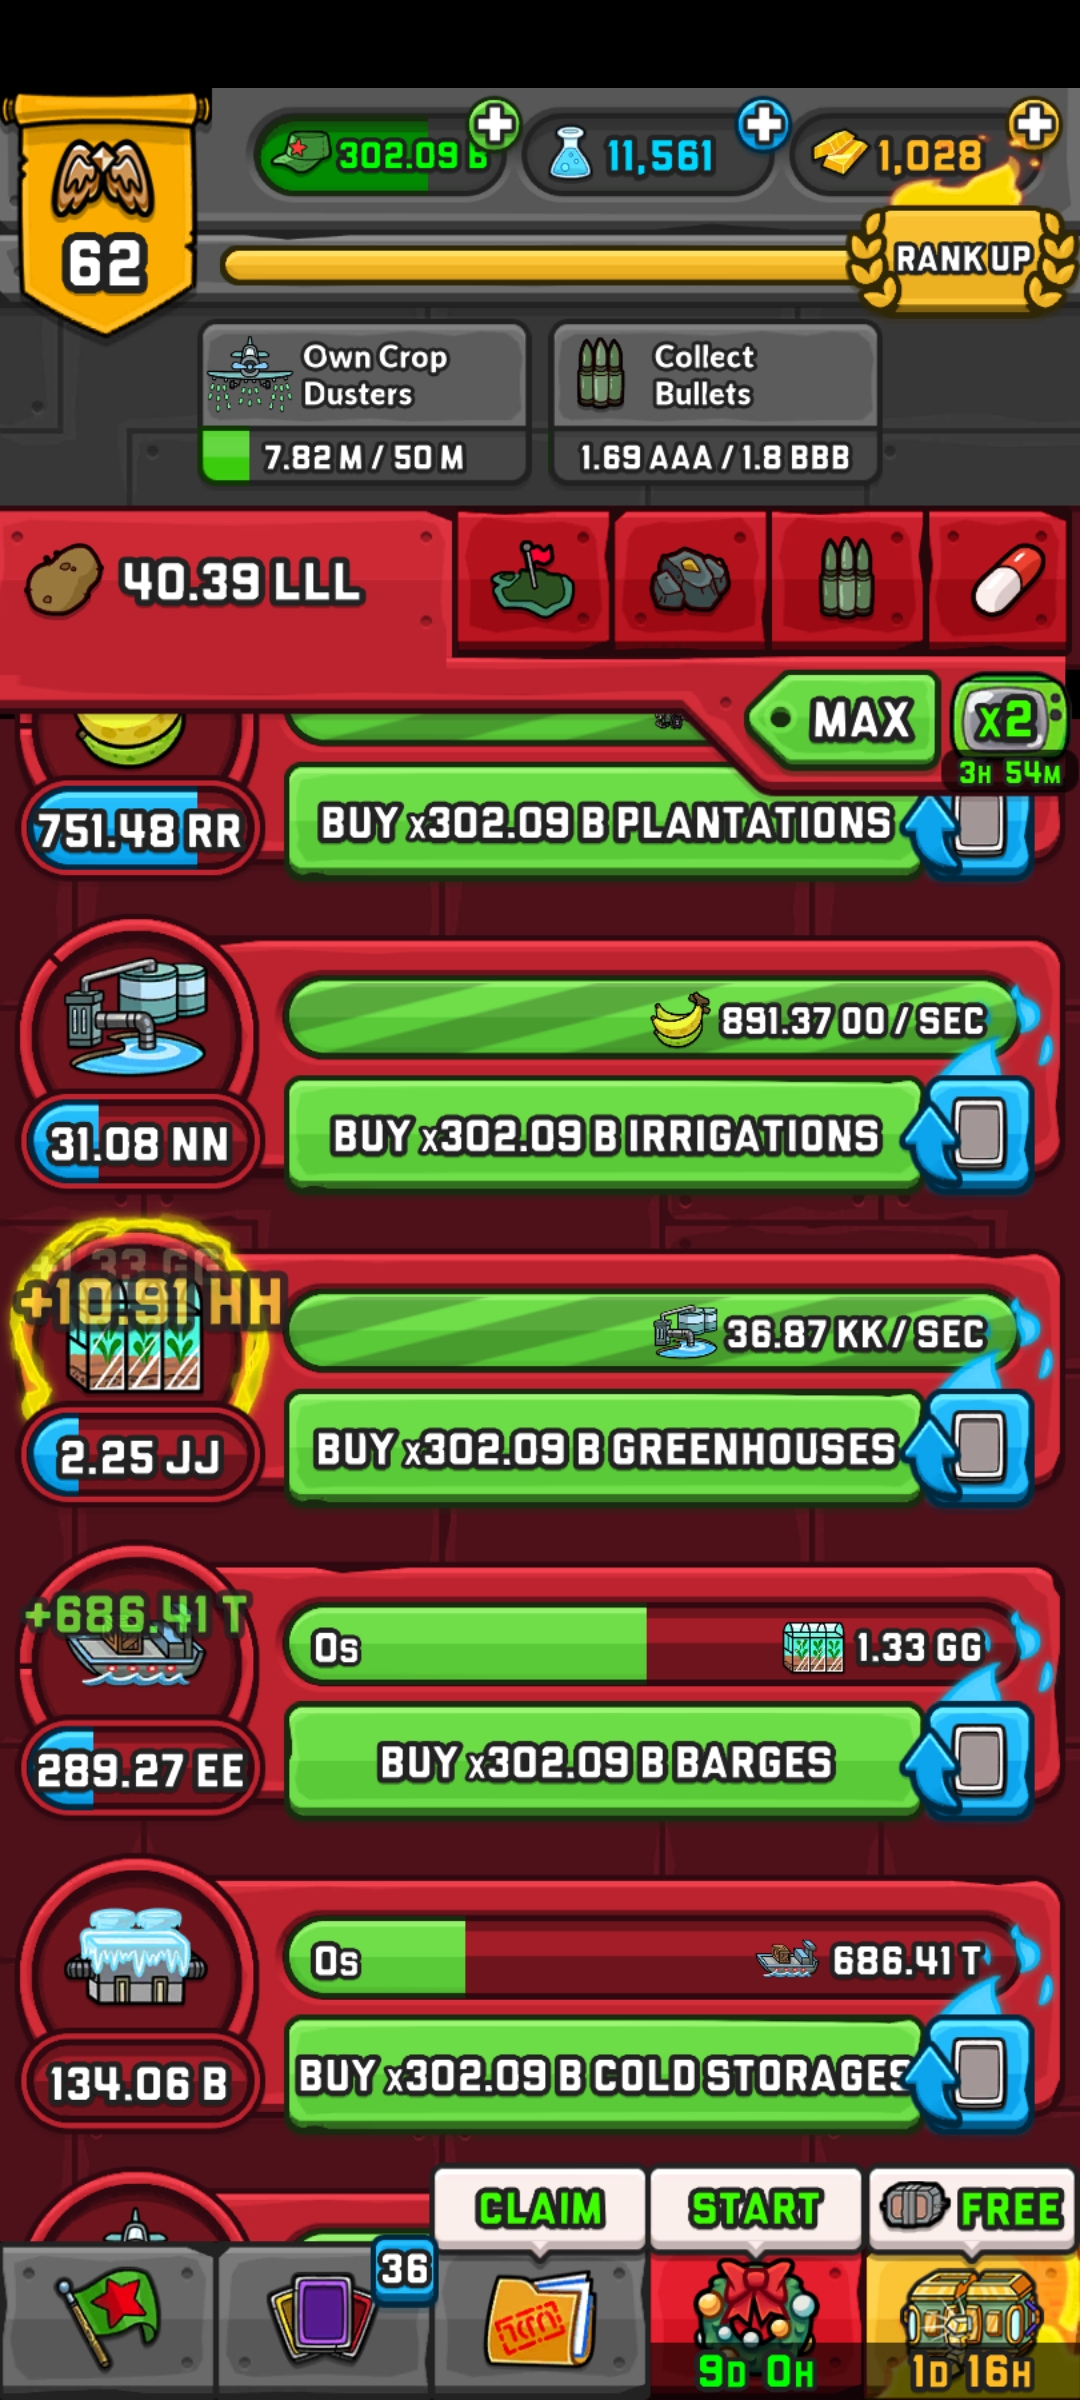 302.09 B
11,561
1,028
62
RANK UP
Own Crop
Dusters
7.82 M / 50 M
Collect
Bullets
1.69 AAA / 1.8 BBB
40.39 LLL
MAX
x2
3H 54M
751.48 RR
BUY x302.09 B PLANTATIONS
891.37 OO / SEC
31.08 NN
BUY x302.09 B IRRIGATIONS
+1.33 GG
+10.91 HH
36.87 KK / SEC
2.25 JJ
BUY x302.09 B GREENHOUSES
+686.41 T
0s
1.33 GG
289.27 EE
BUY x302.09 B BARGES
0s
686.41 T
134.06 B
BUY x302.09 B COLD STORAGES
CLAIM
START
FREE
36
9D 0H
1D 16H